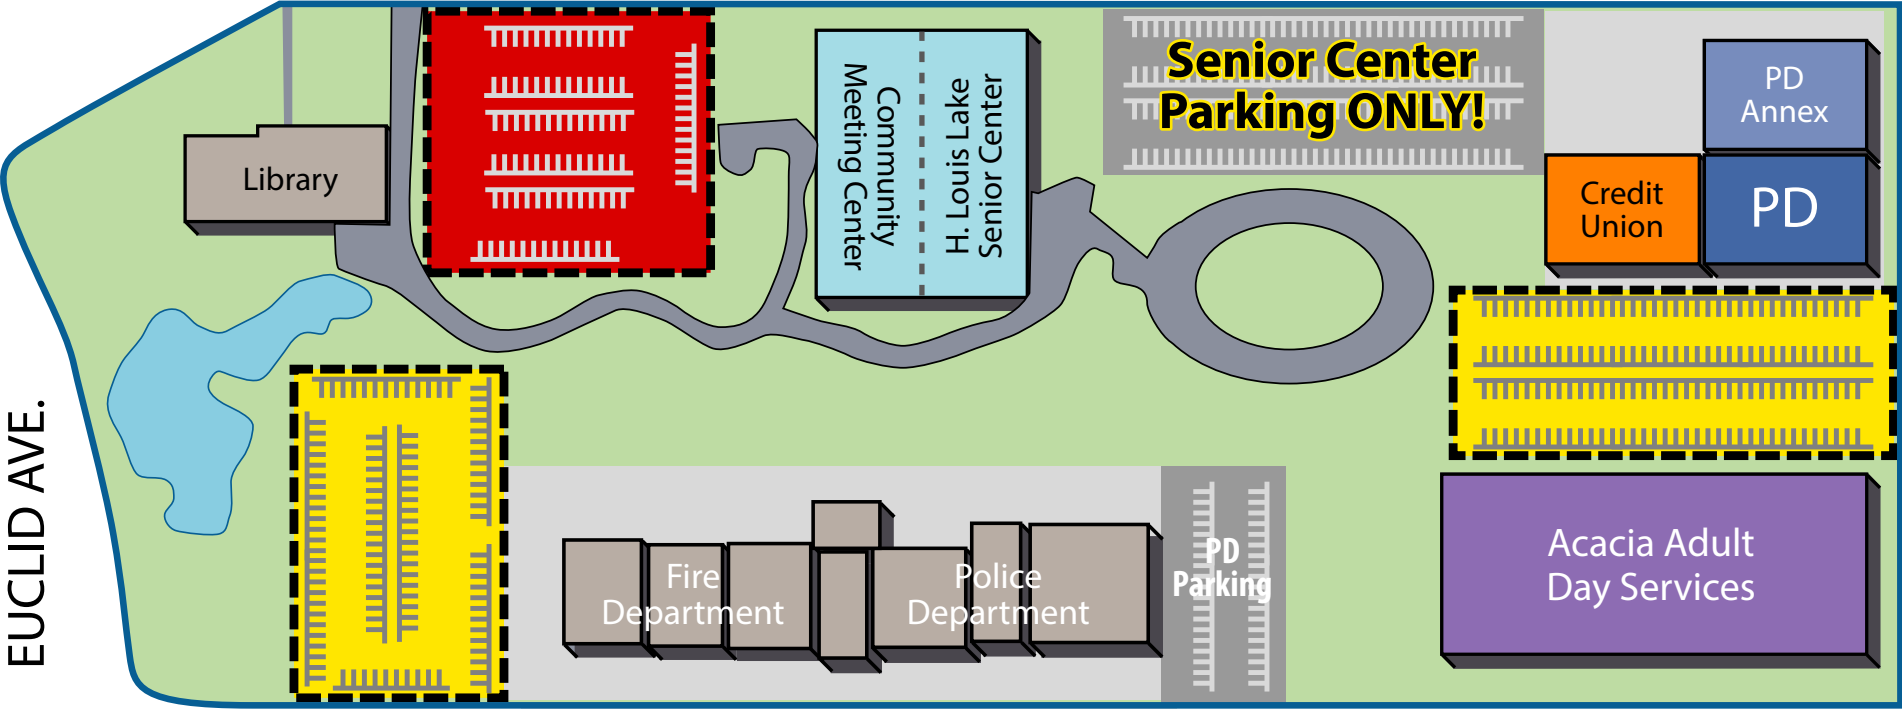 Senior Center
Parking ONLY!
PD
Annex
Library
Community
Meeting Center
H. Louis Lake
Senior Center
Credit
Union
PD
EUCLID AVE.
Fire
Department
Police
Department
PD
Parking
Acacia Adult
Day Services